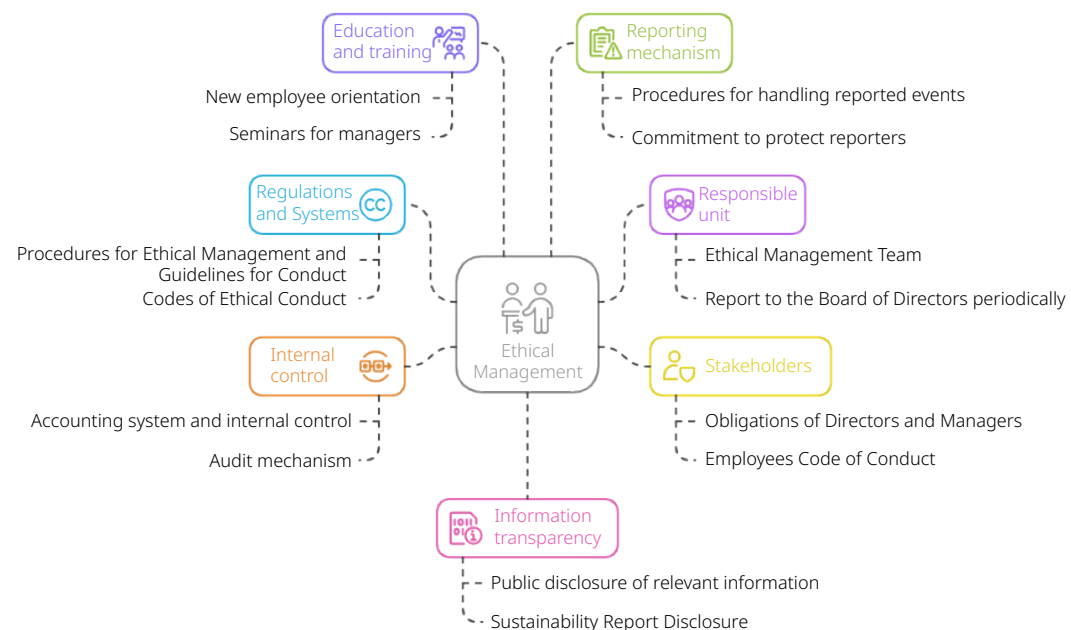 Education
and training
New employee orientation
Seminars for managers
Reporting
mechanism
Procedures for handling reported events
Commitment to protect reporters
Regulations
and Systems
CC
Procedures for Ethical Management and
Guidelines for Conduct
Codes of Ethical Conduct
Responsible
unit
Ethical Management Team
Report to the Board of Directors periodically
$
Ethical
Management
Internal
control
Accounting system and internal control
Audit mechanism
Stakeholders
Obligations of Directors and Managers
Employees Code of Conduct
Information
transparency
Public disclosure of relevant information
Sustainability Report Disclosure